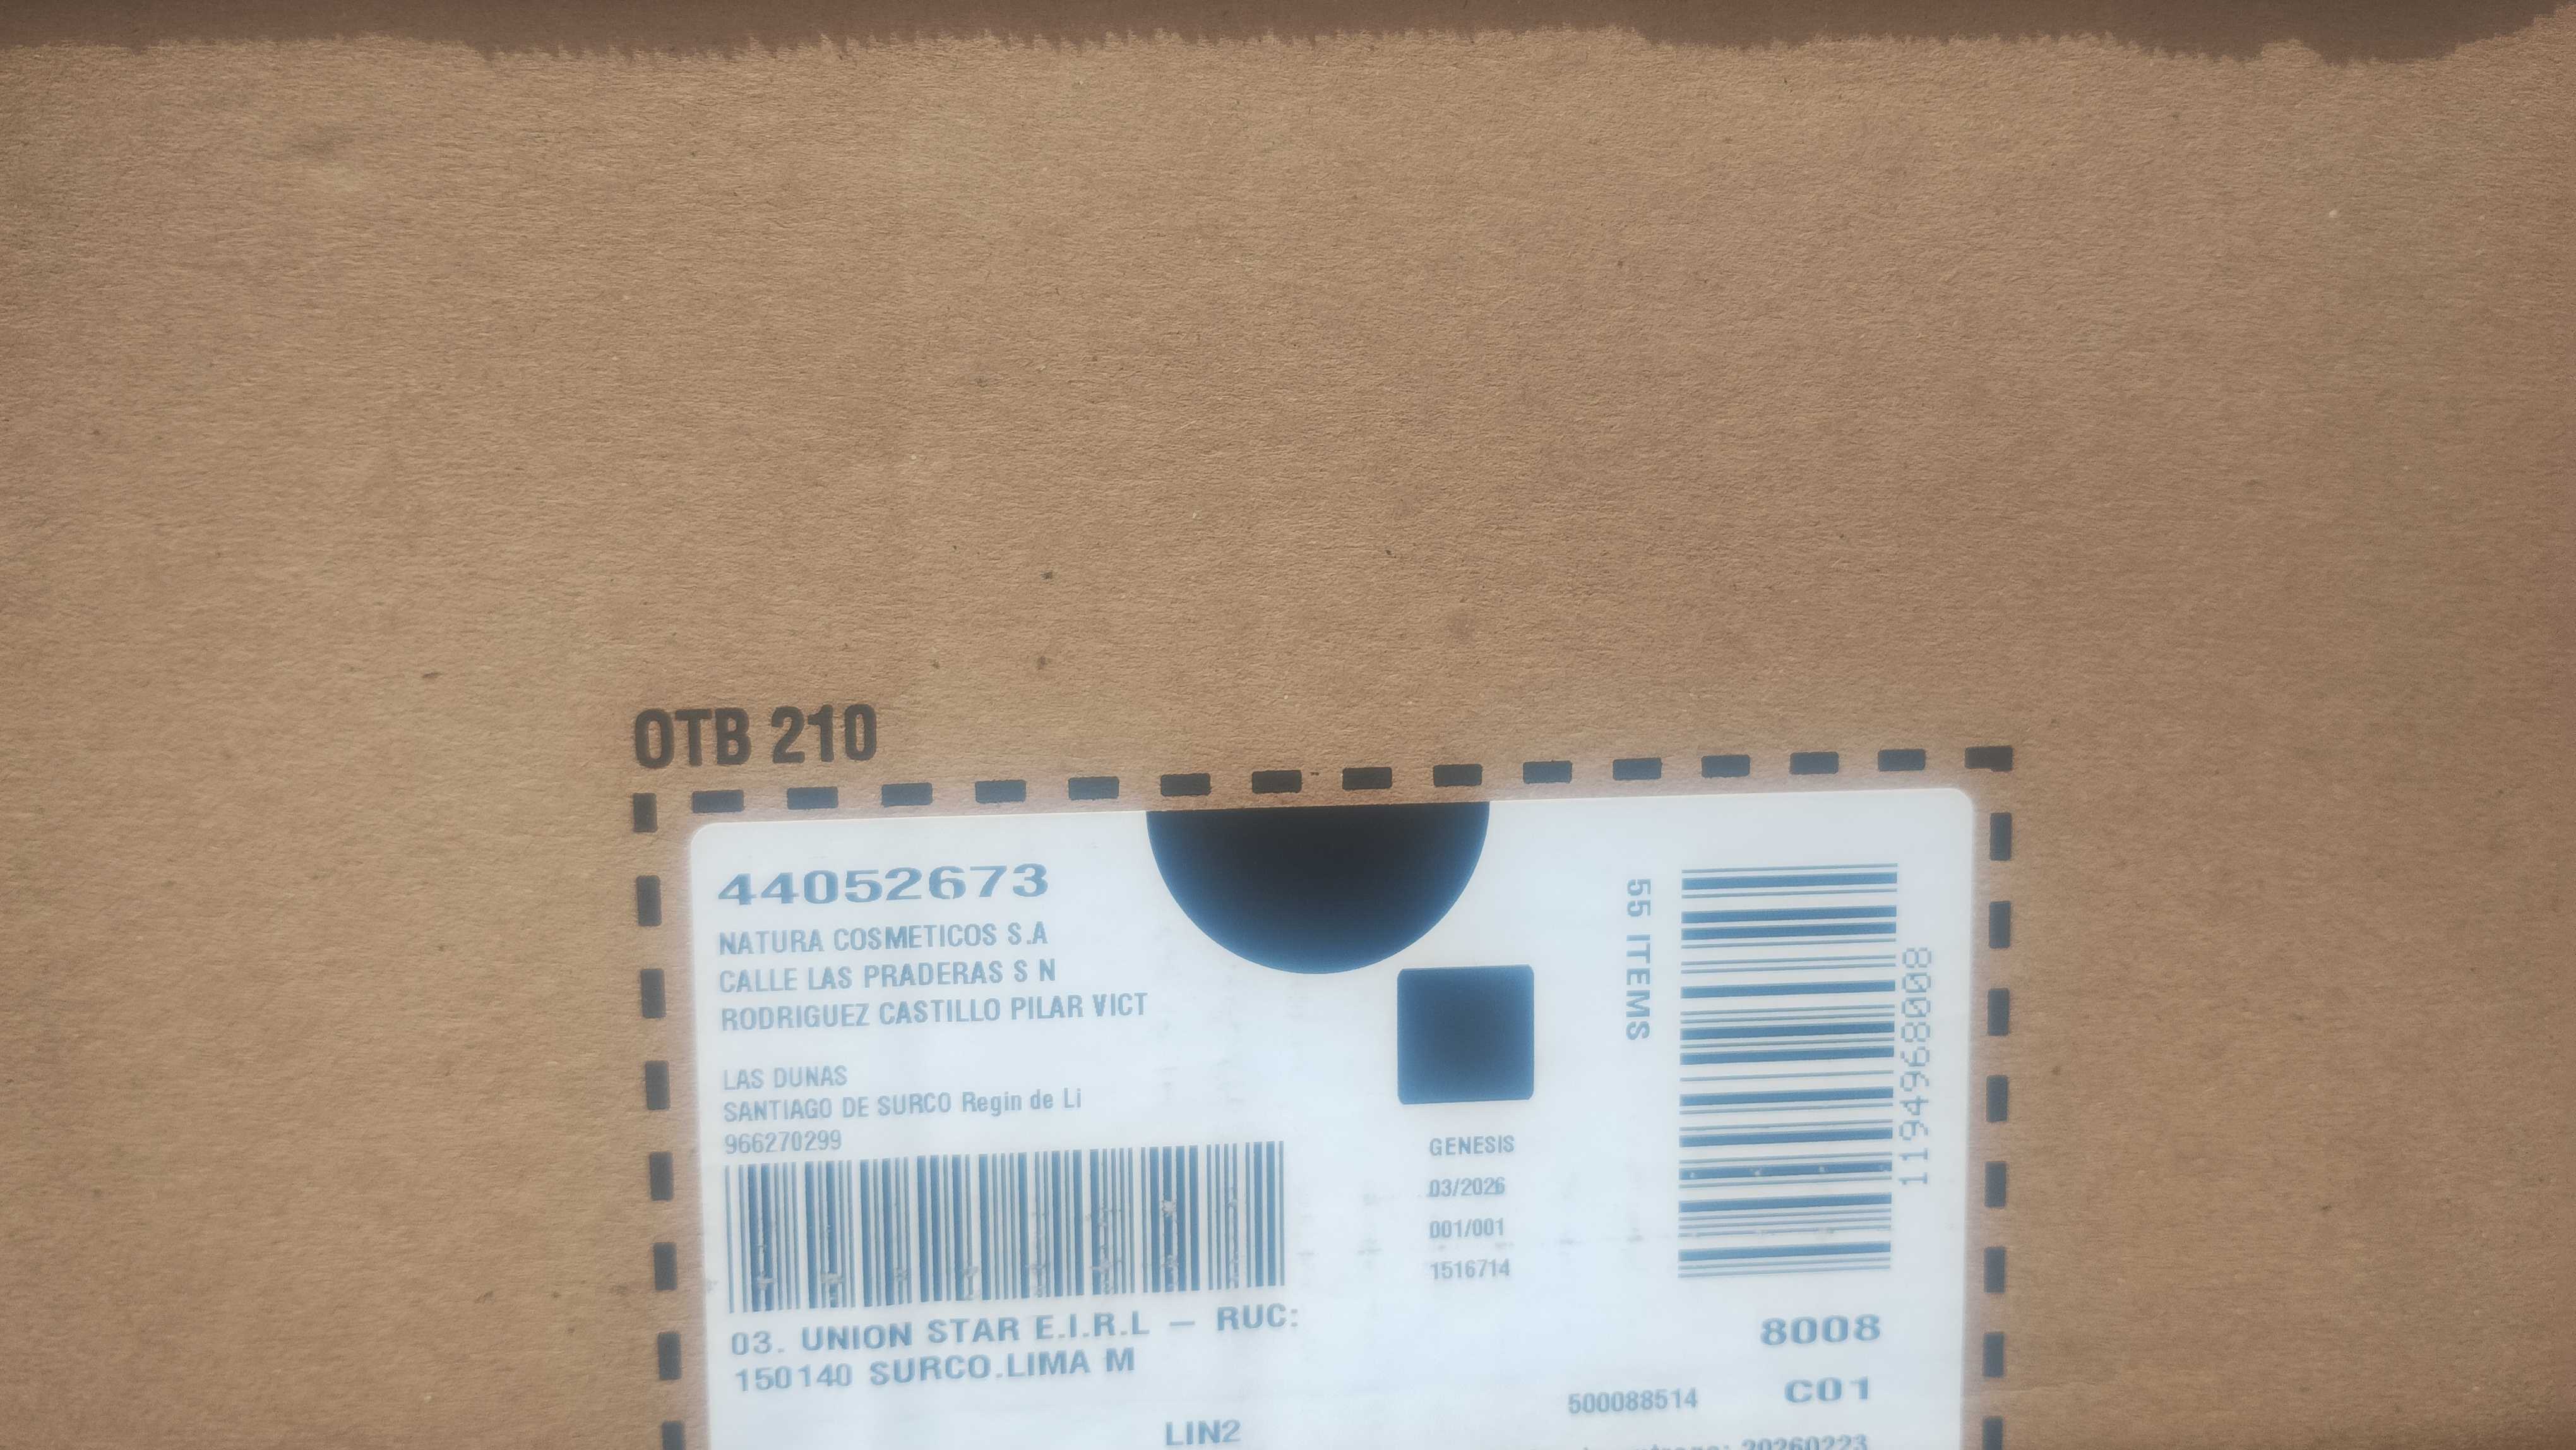 OTB 210
44052673
NATURA COSMETICOS S.A
CALLE LAS PRADERAS S N
RODRIGUEZ CASTILLO PILAR VICT
LAS DUNAS
SANTIAGO DE SURCO Regin de Li
966270299
03. UNION STAR E.I.R.L – RUC:
150140 SURCO.LIMA M
LIN2
GENESIS
03/2026
001/001
1516714
55 ITEMS
1194968008
8008
C01
500088514
20260223